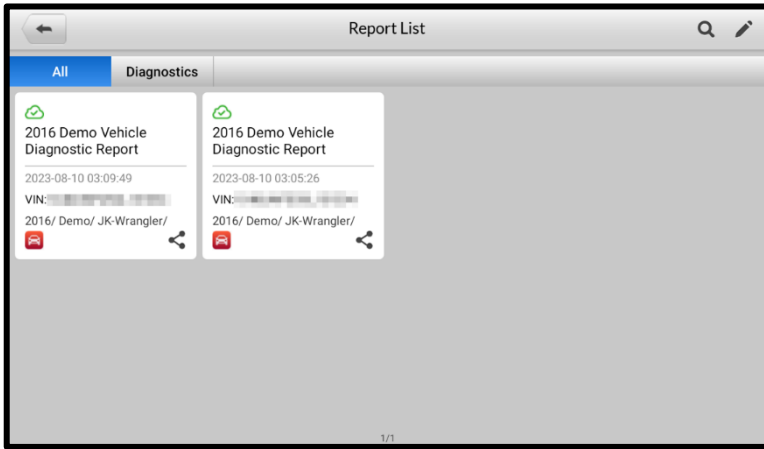 Report List
All
Diagnostics
2016 Demo Vehicle
Diagnostic Report
2023-08-10 03:09:49
VIN:
2016/ Demo/ JK-Wrangler/
2016 Demo Vehicle
Diagnostic Report
2023-08-10 03:05:26
VIN:
2016/ Demo/ JK-Wrangler/
1/1